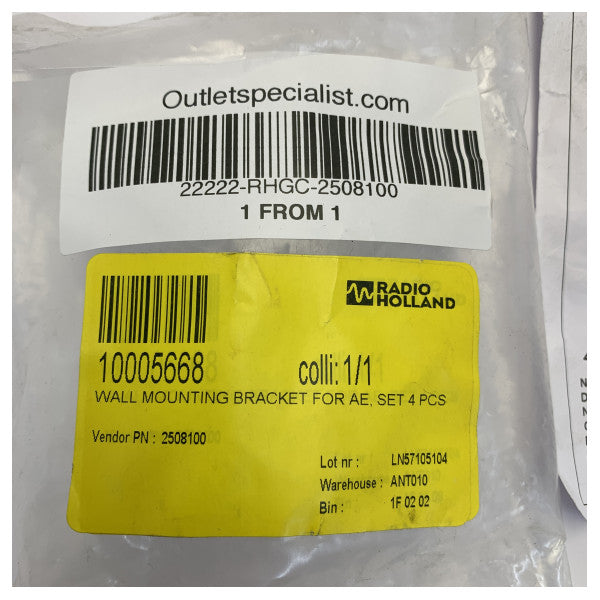 Outletspecialist.com
22222-RHGC-2508100
1 FROM 1
RADIO
HOLLAND
10005668
colli: 1/1
WALL MOUNTING BRACKET FOR AE, SET 4 PCS
Vendor PN : 2508100
Lot nr : LN57105104
Warehouse : ANT010
Bin : 1F 02 02